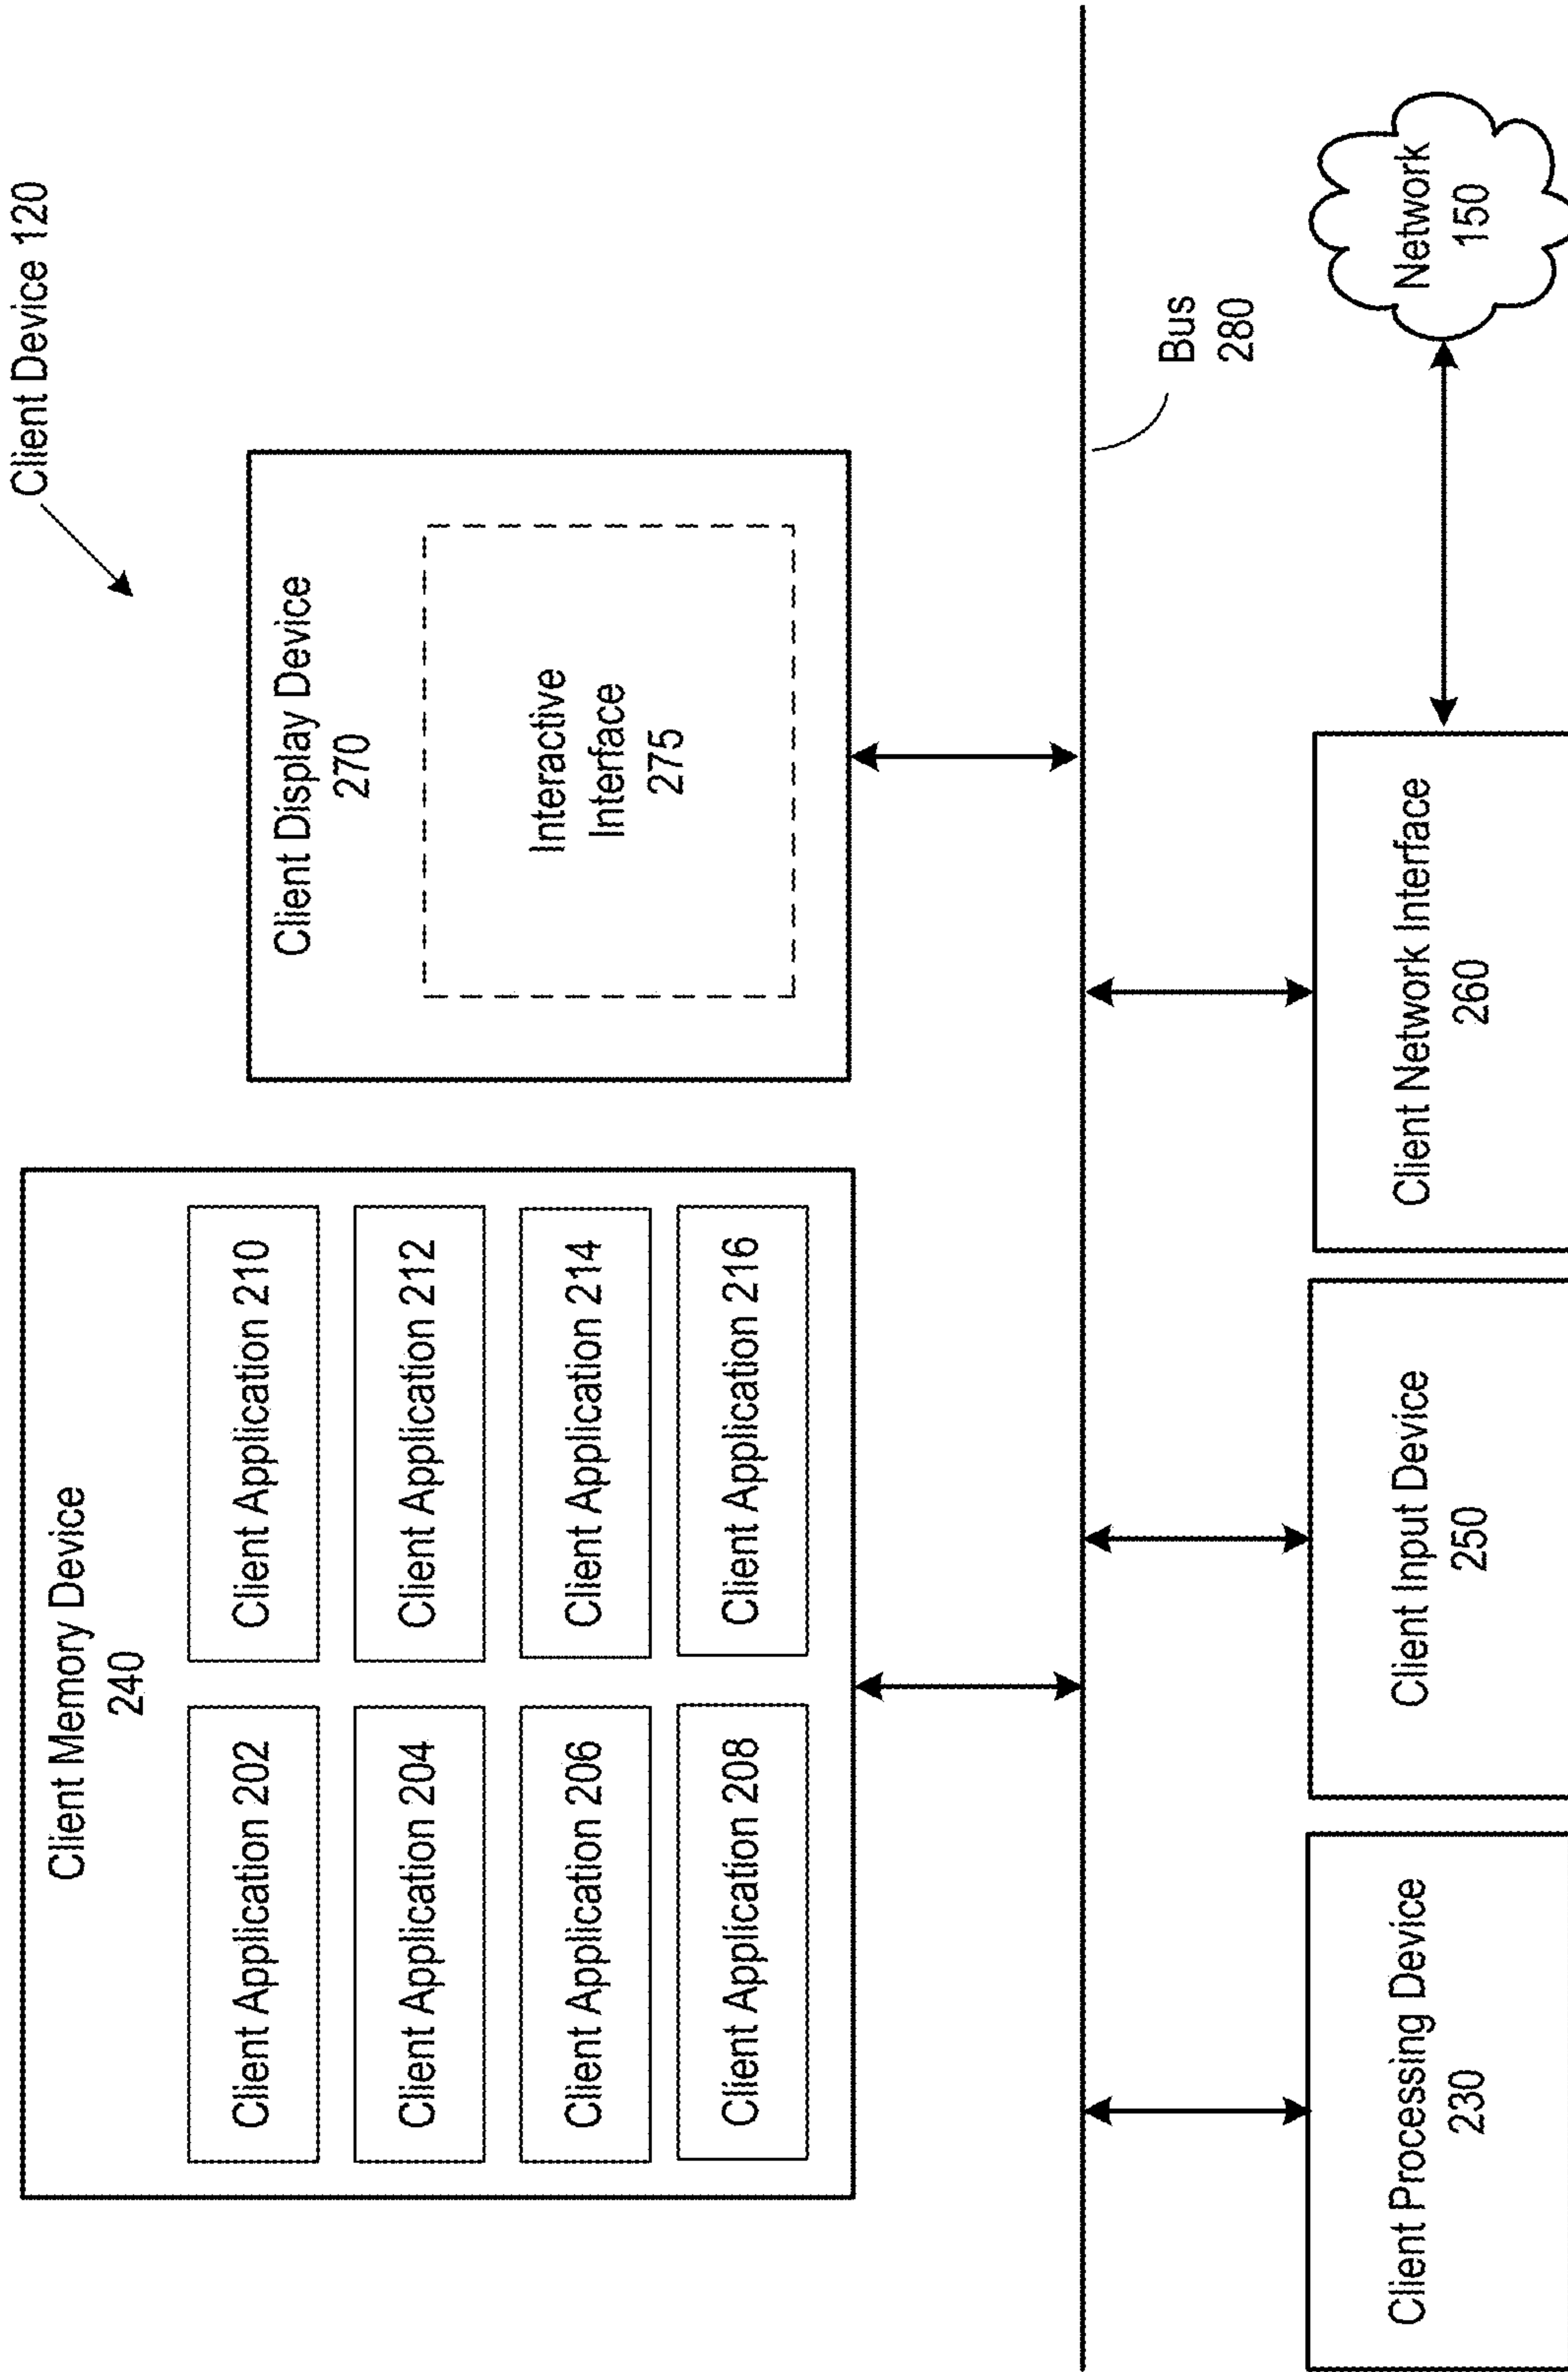 Client Device 120
Client Memory Device
240
Client Application 202
Client Application 210
Client Application 204
Client Application 212
Client Application 206
Client Application 214
Client Application 208
Client Application 216
Client Display Device
270
Interactive
Interface
275
Bus
280
Client Processing Device
230
Client Input Device
250
Client Network Interface
260
Network
150